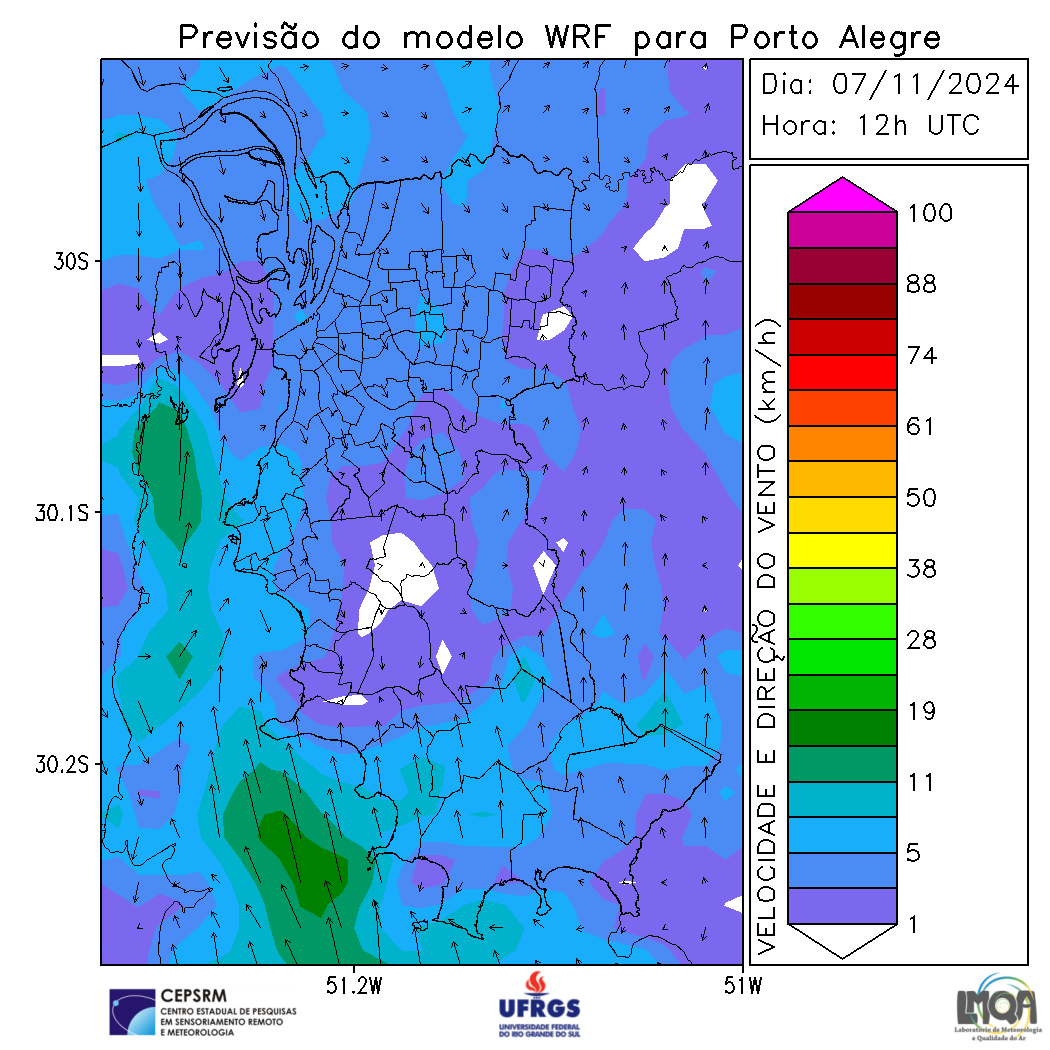 Previsão do modelo WRF para Porto Alegre
Dia: 07/11/2024
Hora: 12h UTC
30S
30.1S
30.2S
51.2W
51W
VELOCIDADE E DIREÇÃO DO VENTO (km/h)
100
88
74
61
50
38
28
19
11
5
1
CEPSRM
CENTRO ESTADUAL DE PESQUISAS
EM SENSORIAMENTO REMOTO
E METEOROLOGIA
UFRGS
UNIVERSIDADE FEDERAL
DO RIO GRANDE DO SUL
LMQA
Laboratório de Meteorologia
e Qualidade do Ar